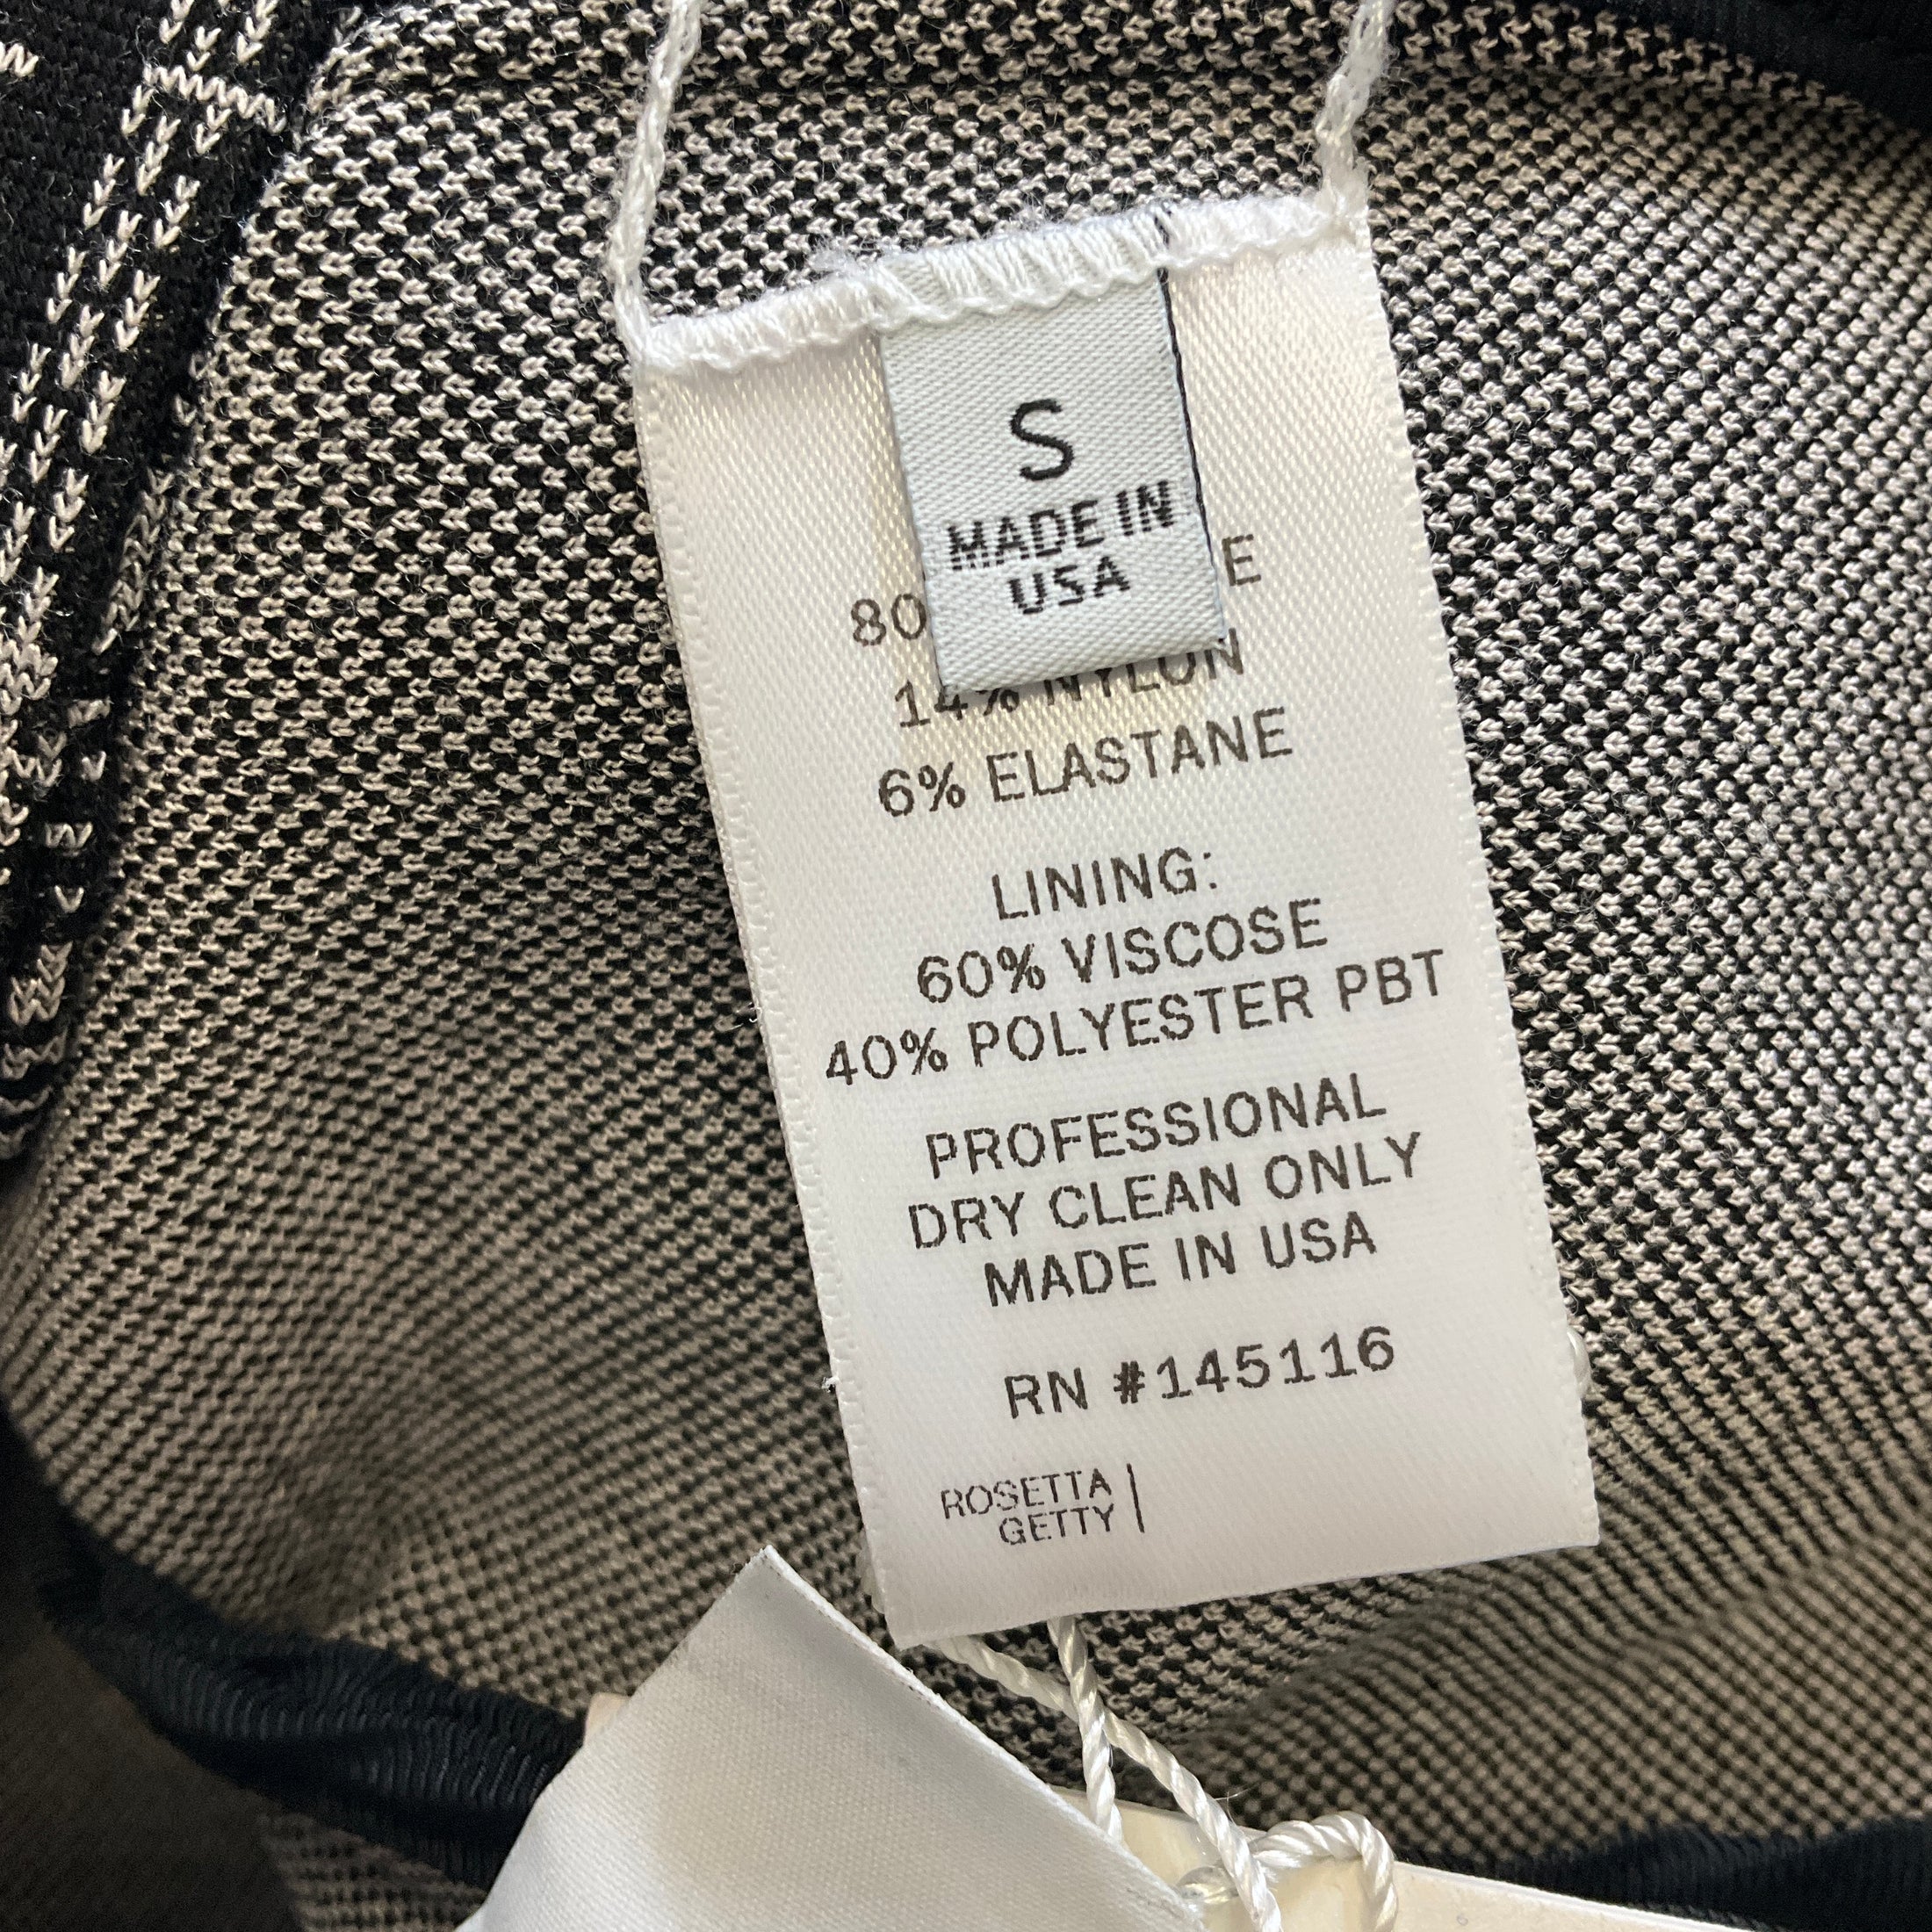 S
MADE IN
USA
80
14% NYLON
6% ELASTANE
LINING:
60% VISCOSE
40% POLYESTER PBT
PROFESSIONAL
DRY CLEAN ONLY
MADE IN USA
RN #145116
ROSETTA
GETTY